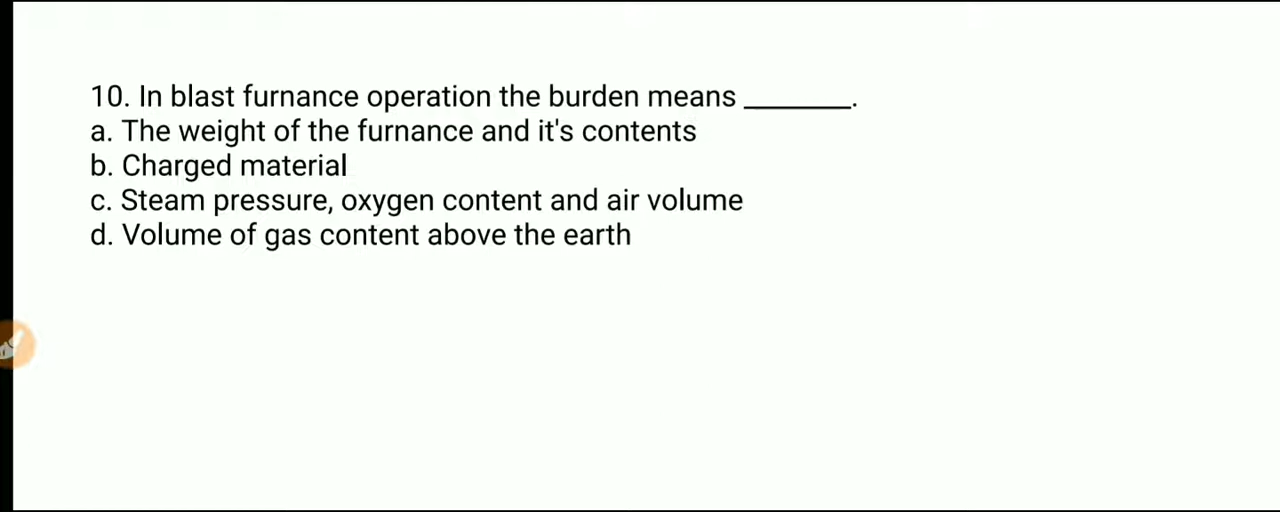 10. In blast furnance operation the burden means _______.
a. The weight of the furnance and it's contents
b. Charged material
c. Steam pressure, oxygen content and air volume
d. Volume of gas content above the earth